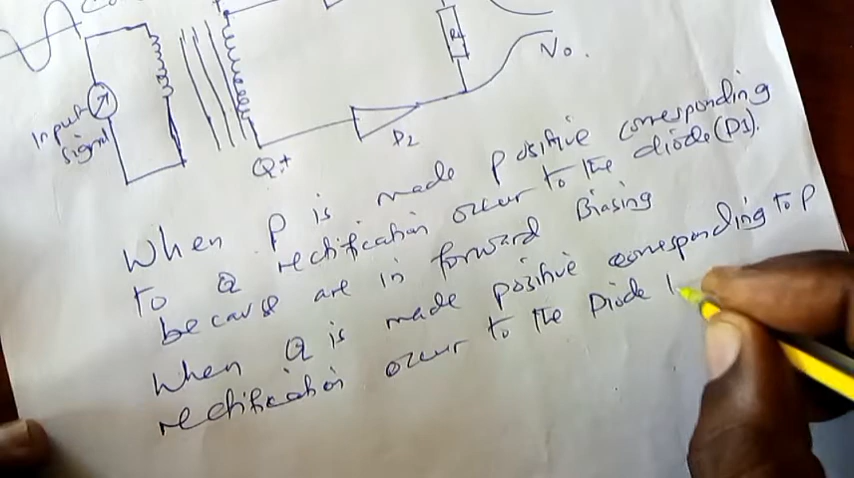 Input
signal
R
Vo.
D2
Q+
When P is made positive corresponding
to Q rectification occur to the diode (D1).
because are in forward Biasing
When Q is made positive corresponding to P
rectification occur to the Diode